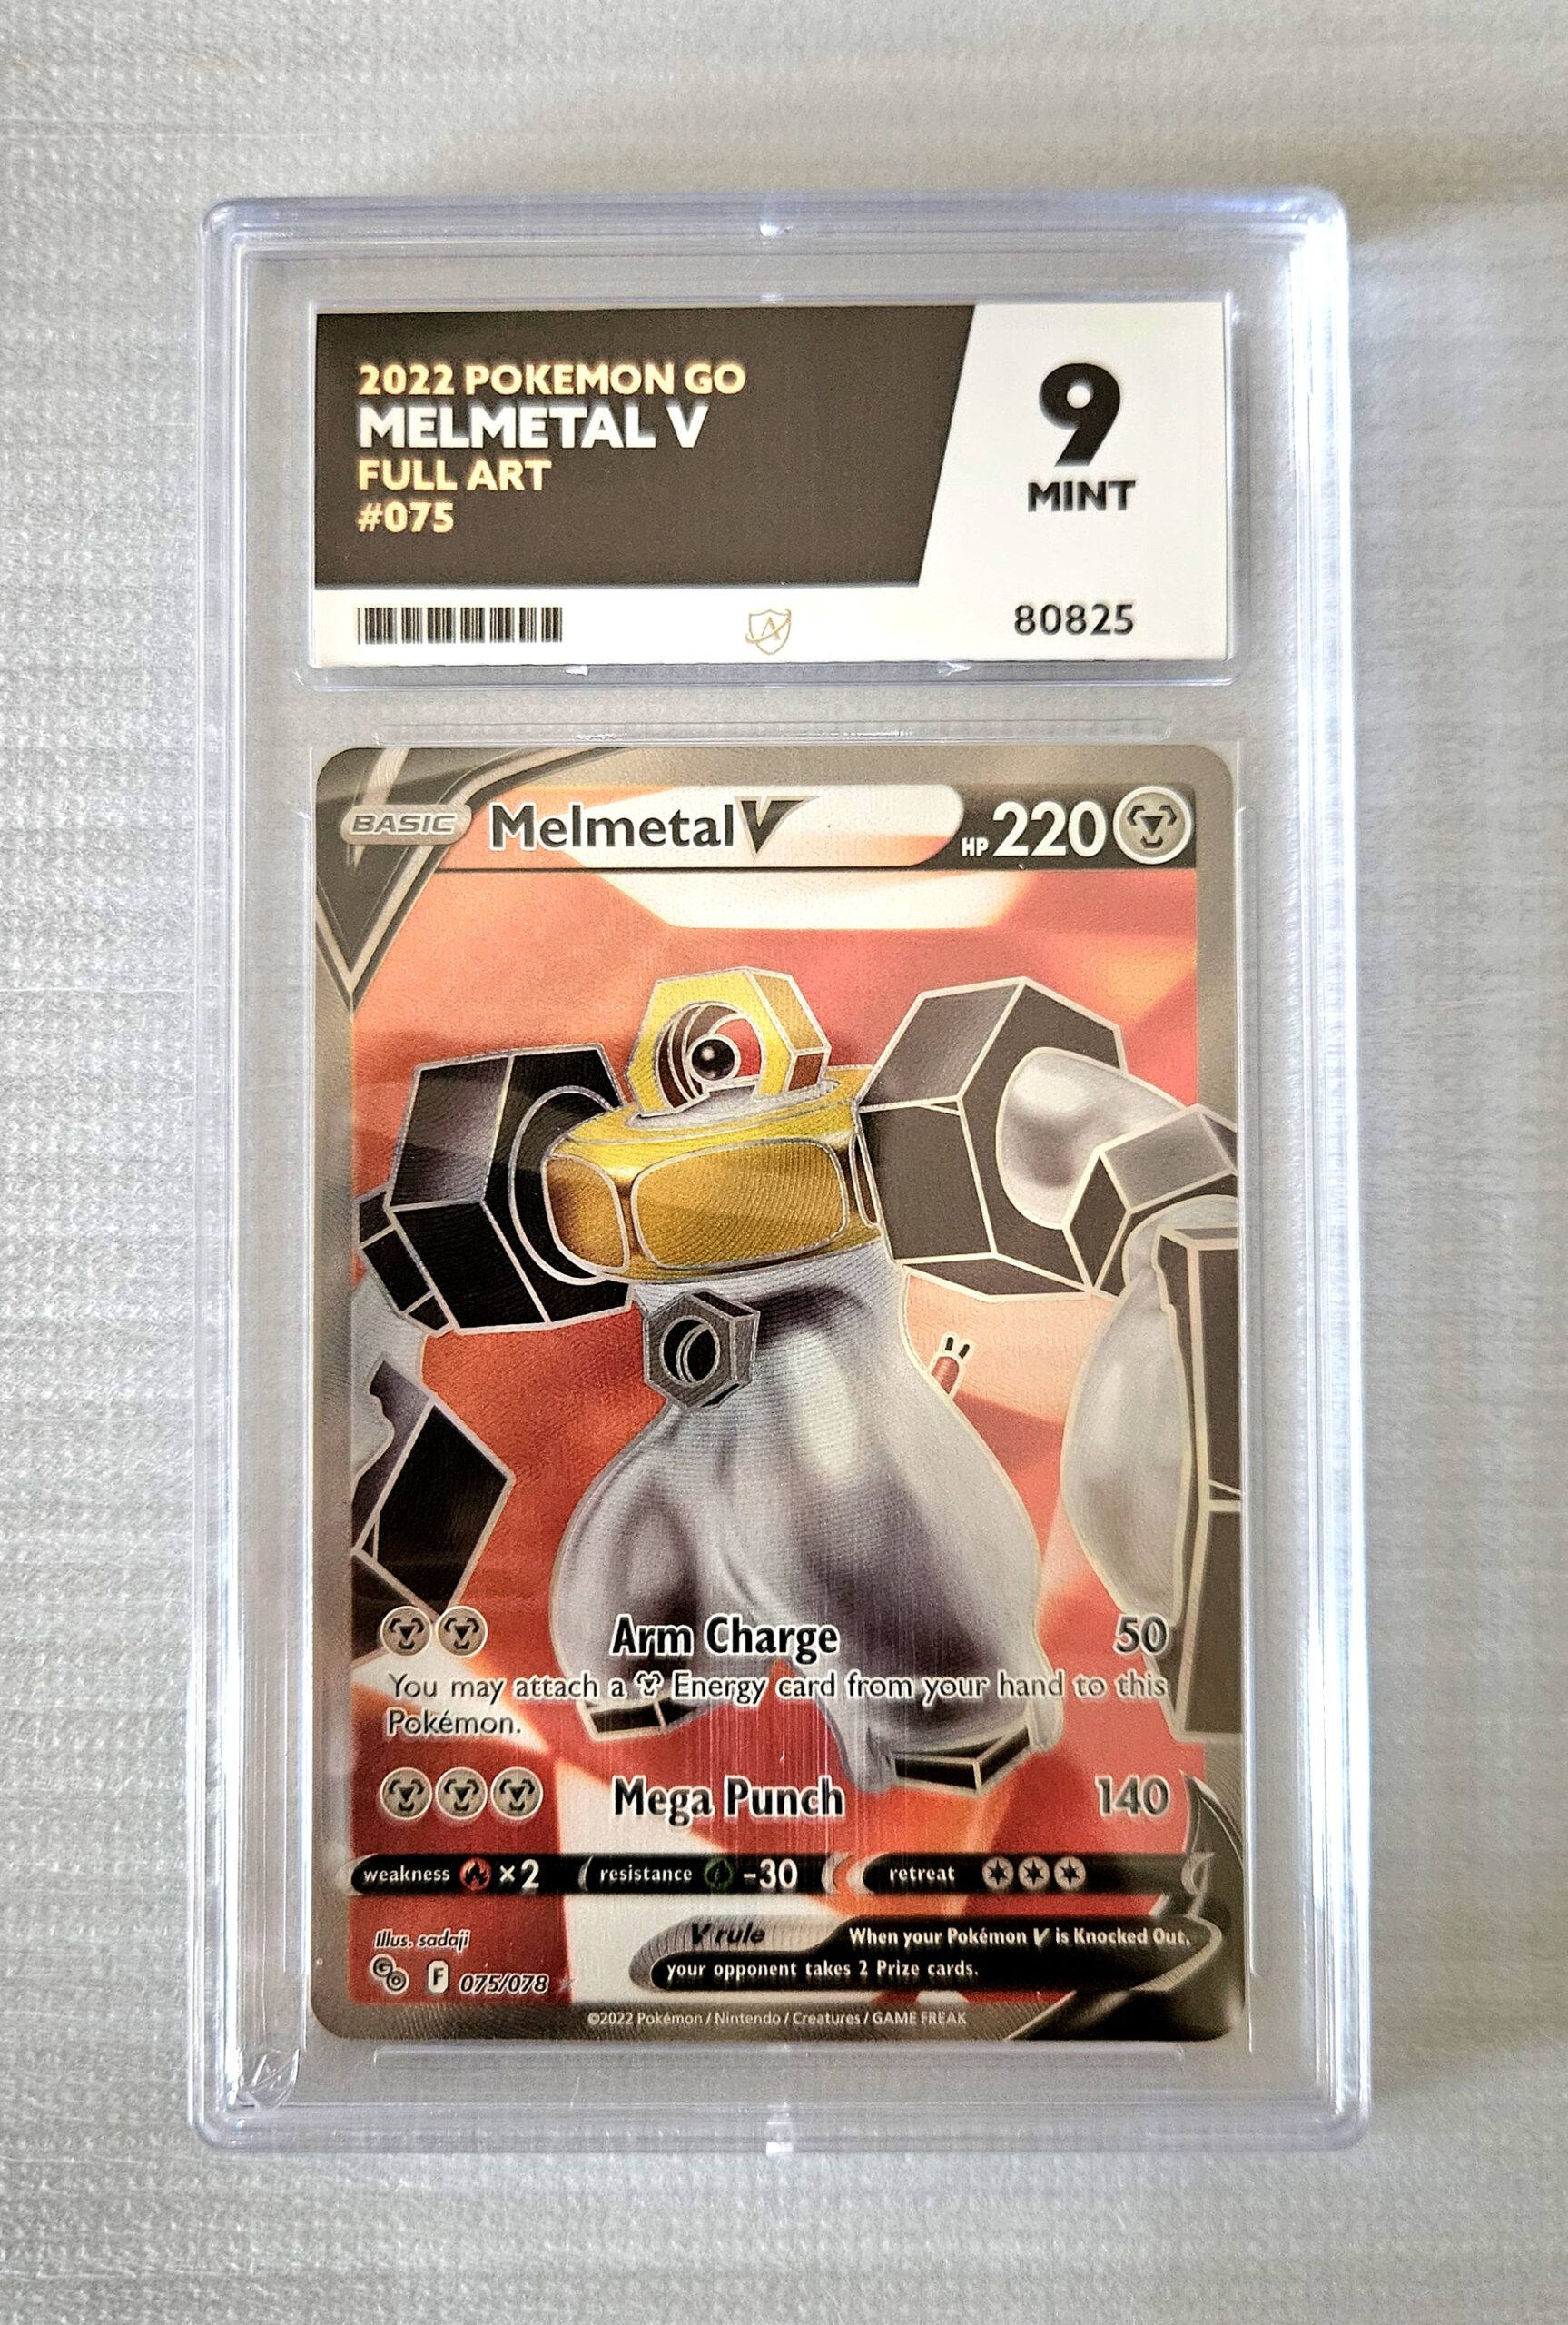 2022 POKEMON GO
MELMETAL V
FULL ART
#075
9
MINT
80825
BASIC Melmetal V HP 220
Arm Charge 50
You may attach a Energy card from your hand to this
Pokémon.
Mega Punch 140
weakness ×2 resistance -30 retreat
Illus. sadaji
V rule When your Pokémon V is Knocked Out,
your opponent takes 2 Prize cards.
GO F 075/078
©2022 Pokémon / Nintendo / Creatures / GAME FREAK